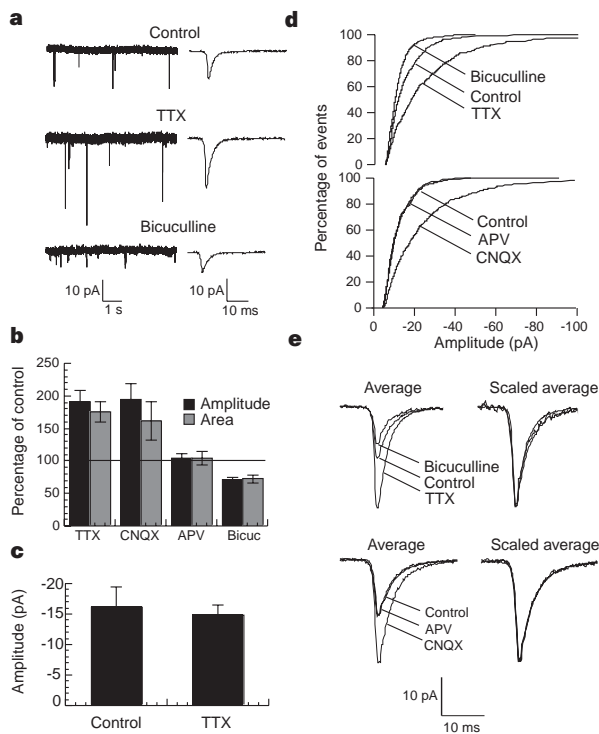 a
Control
TTX
Bicuculline
10 pA
1 s
10 pA
10 ms
b
Percentage of control
250
200
150
100
50
0
Amplitude
Area
TTX CNQX APV Bicuc
c
Amplitude (pA)
-20
-15
-10
-5
0
Control TTX
d
Percentage of events
100
80
60
40
20
0
Bicuculline
Control
TTX
100
80
60
40
20
0
Control
APV
CNQX
0 -20 -40 -60 -80 -100
Amplitude (pA)
e
Average Scaled average
Bicuculline
Control
TTX
Average Scaled average
Control
APV
CNQX
10 pA
10 ms